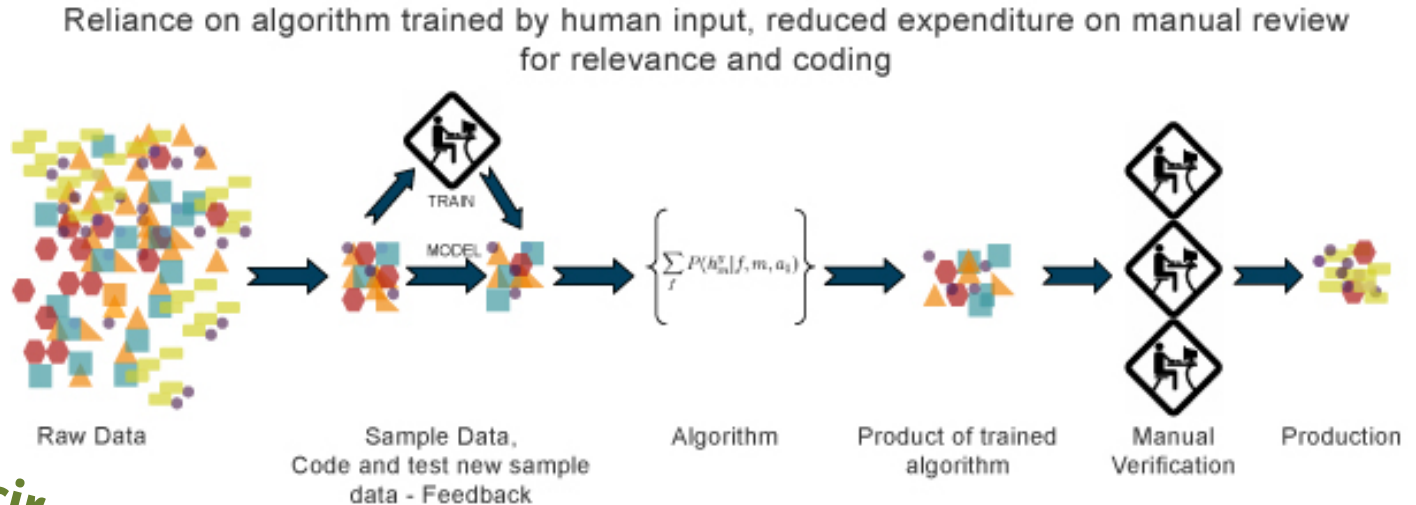 Reliance on algorithm trained by human input, reduced expenditure on manual review
for relevance and coding
TRAIN
MODEL
Raw Data
Sample Data,
Code and test new sample
data - Feedback
Algorithm
Product of trained
algorithm
Manual
Verification
Production